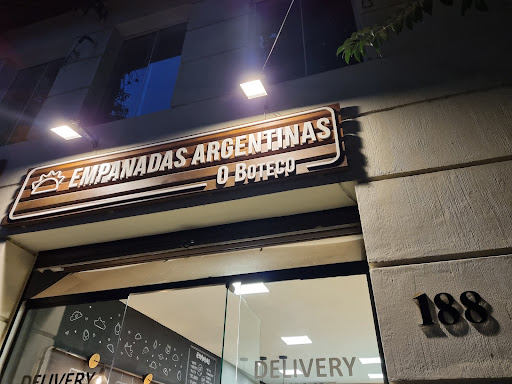 EMPANADAS ARGENTINAS
O BOTECO
188
DELIVERY
DELIVERY